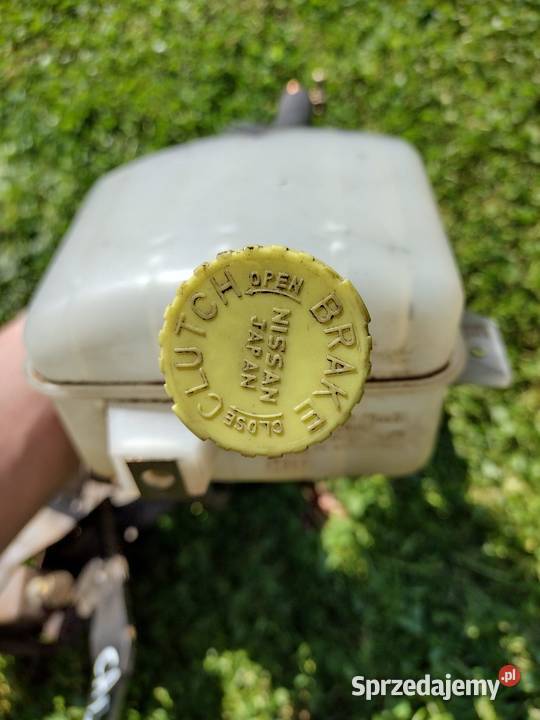 CLUTCH
OPEN
BRAKE
NISSAN
JAPAN
CLOSE
Sprzedajemy.pl